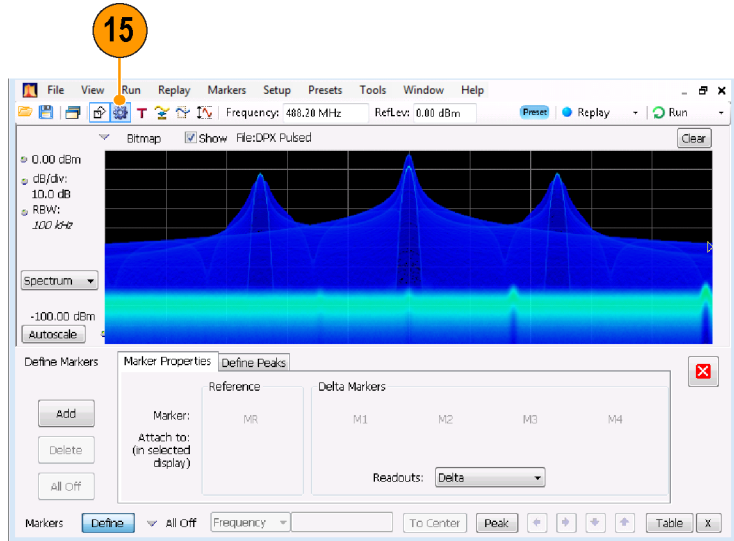 15
File View Run Replay Markers Setup Presets Tools Window Help
T Frequency: 488.20 MHz RefLev: 0.00 dBm Preset Replay Run
Bitmap Show File:DPX Pulsed Clear
0.00 dBm
dB/div:
10.0 dB
RBW:
100 kHz
Spectrum
-100.00 dBm
Autoscale
Define Markers Marker Properties Define Peaks
Reference Delta Markers
Add Marker: MR M1 M2 M3 M4
Attach to:
Delete (in selected
display)
Readouts: Delta
All Off
Markers Define All Off Frequency To Center Peak Table X